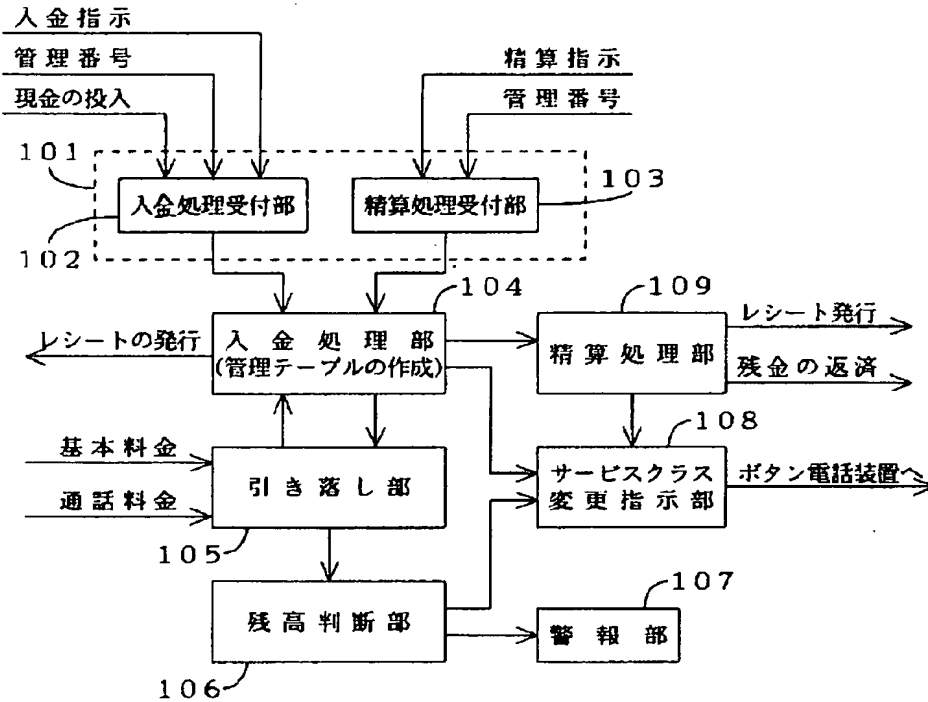 入金指示
管理番号
現金の投入
精算指示
管理番号
101
入金処理受付部
102
精算処理受付部
103
104
入金処理部
(管理テーブルの作成)
レシートの発行
109
精算処理部
レシート発行
残金の返済
基本料金
通話料金
引き落し部
105
108
サービスクラス
変更指示部
ボタン電話装置へ
残高判断部
106
107
警報部